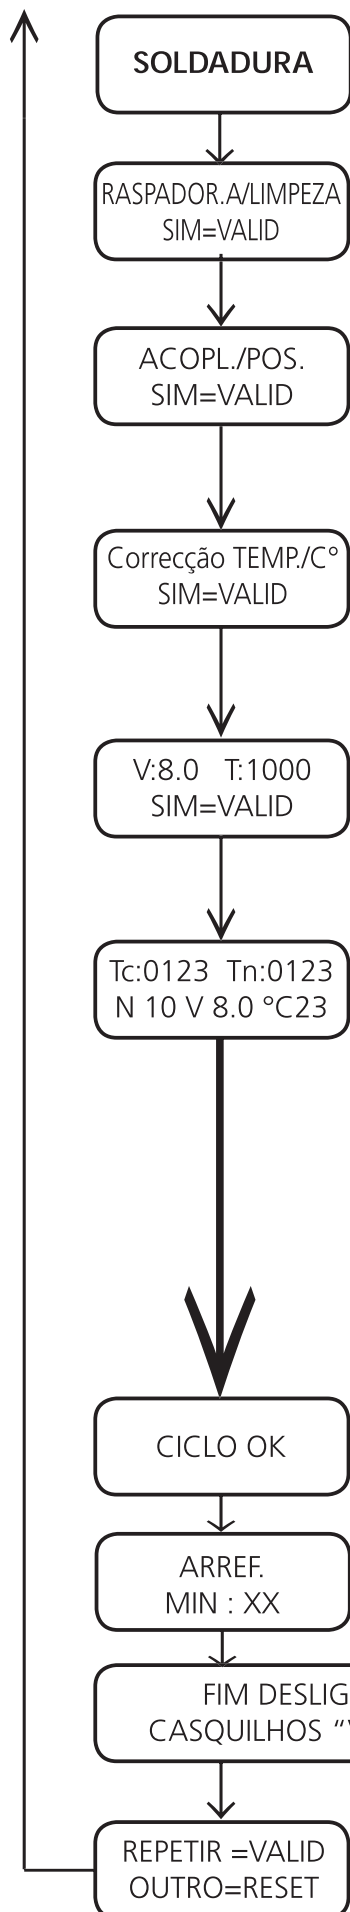 SOLDADURA
RASPADOR.A/LIMPEZA
SIM=VALID
ACOPL./POS.
SIM=VALID
Correcção TEMP./C°
SIM=VALID
V:8.0 T:1000
SIM=VALID
Tc:0123 Tn:0123
N 10 V 8.0 °C23
CICLO OK
ARREF.
MIN : XX
FIM DESLIG
CASQUILHOS “
REPETIR =VALID
OUTRO=RESET